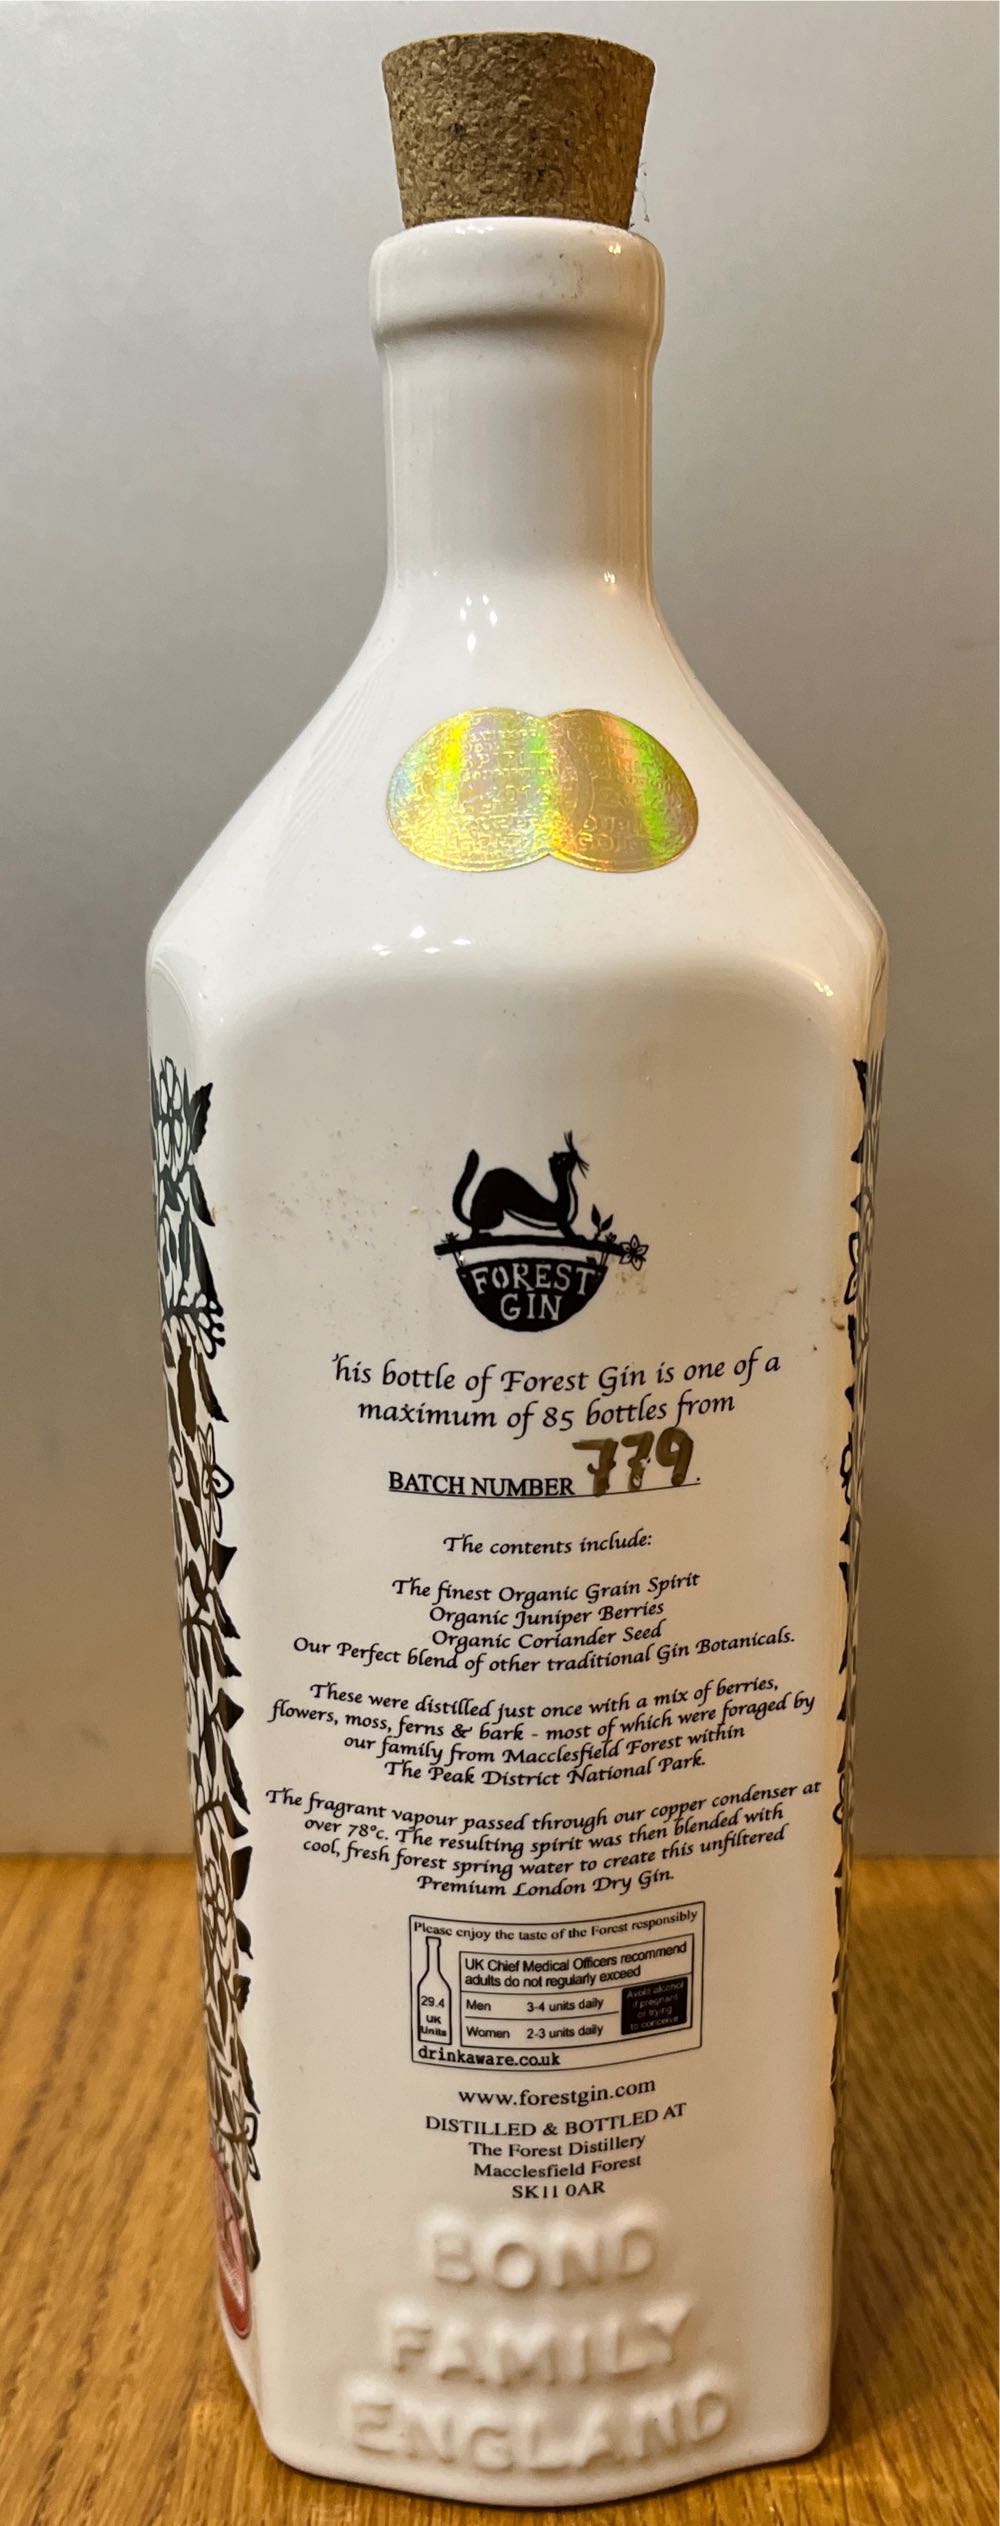 FOREST
GIN
his bottle of Forest Gin is one of a
maximum of 85 bottles from
BATCH NUMBER 779.
The contents include:
The finest Organic Grain Spirit
Organic Juniper Berries
Organic Coriander Seed
Our Perfect blend of other traditional Gin Botanicals.
These were distilled just once with a mix of berries,
flowers, moss, ferns & bark - most of which were foraged by
our family from Macclesfield Forest within
The Peak District National Park.
The fragrant vapour passed through our copper condenser at
over 78°c. The resulting spirit was then blended with
cool, fresh forest spring water to create this unfiltered
Premium London Dry Gin.
Please enjoy the taste of the Forest responsibly
UK Chief Medical Officers recommend
adults do not regularly exceed
Men 3-4 units daily
Women 2-3 units daily
29.4
UK
Units
Avoid alcohol
if pregnant
or trying
to conceive
drinkaware.co.uk
www.forestgin.com
DISTILLED & BOTTLED AT
The Forest Distillery
Macclesfield Forest
SK11 0AR
BOND
FAMILY
ENGLAND